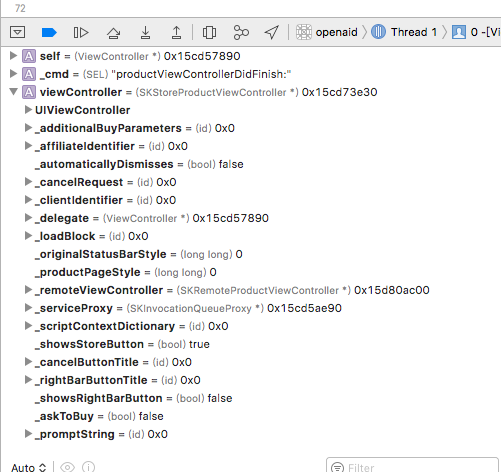 72
openaid Thread 1 0 -[Vi
A self = (ViewController *) 0x15cd57890
A _cmd = (SEL) "productViewControllerDidFinish:"
A viewController = (SKStoreProductViewController *) 0x15cd73e30
UIViewController
_additionalBuyParameters = (id) 0x0
_affiliateIdentifier = (id) 0x0
_automaticallyDismisses = (bool) false
_cancelRequest = (id) 0x0
_clientIdentifier = (id) 0x0
_delegate = (ViewController *) 0x15cd57890
_loadBlock = (id) 0x0
_originalStatusBarStyle = (long long) 0
_productPageStyle = (long long) 0
_remoteViewController = (SKRemoteProductViewController *) 0x15d80ac00
_serviceProxy = (SKInvocationQueueProxy *) 0x15cd5ae90
_scriptContextDictionary = (id) 0x0
_showsStoreButton = (bool) true
_cancelButtonTitle = (id) 0x0
_rightBarButtonTitle = (id) 0x0
_showsRightBarButton = (bool) false
_askToBuy = (bool) false
_promptString = (id) 0x0
Auto Filter